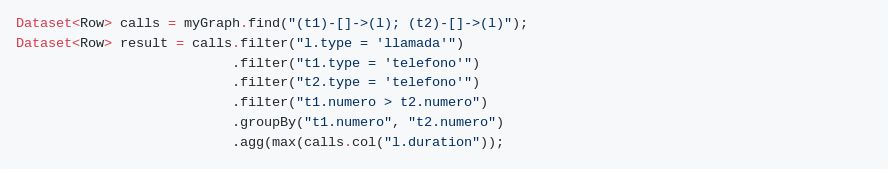 Dataset<Row> calls = myGraph.find("(t1)-[]->(l); (t2)-[]->(l)");
Dataset<Row> result = calls.filter("l.type = 'llamada'")
.filter("t1.type = 'telefono'")
.filter("t2.type = 'telefono'")
.filter("t1.numero > t2.numero")
.groupBy("t1.numero", "t2.numero")
.agg(max(calls.col("l.duration"));